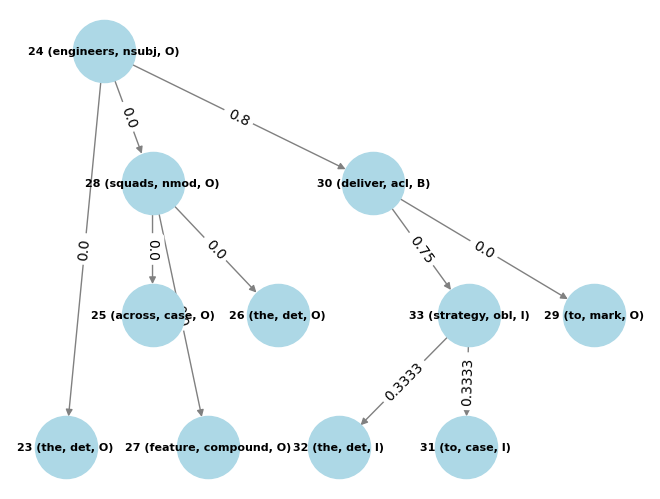 24 (engineers, nsubj, O)
0.0
0.8
28 (squads, nmod, O)
30 (deliver, acl, B)
0.0
0.0
0.0
0.75
0.0
25 (across, case, O)
26 (the, det, O)
33 (strategy, obl, I)
29 (to, mark, O)
0.3333
0.3333
23 (the, det, O)
27 (feature, compound, O)
32 (the, det, I)
31 (to, case, I)